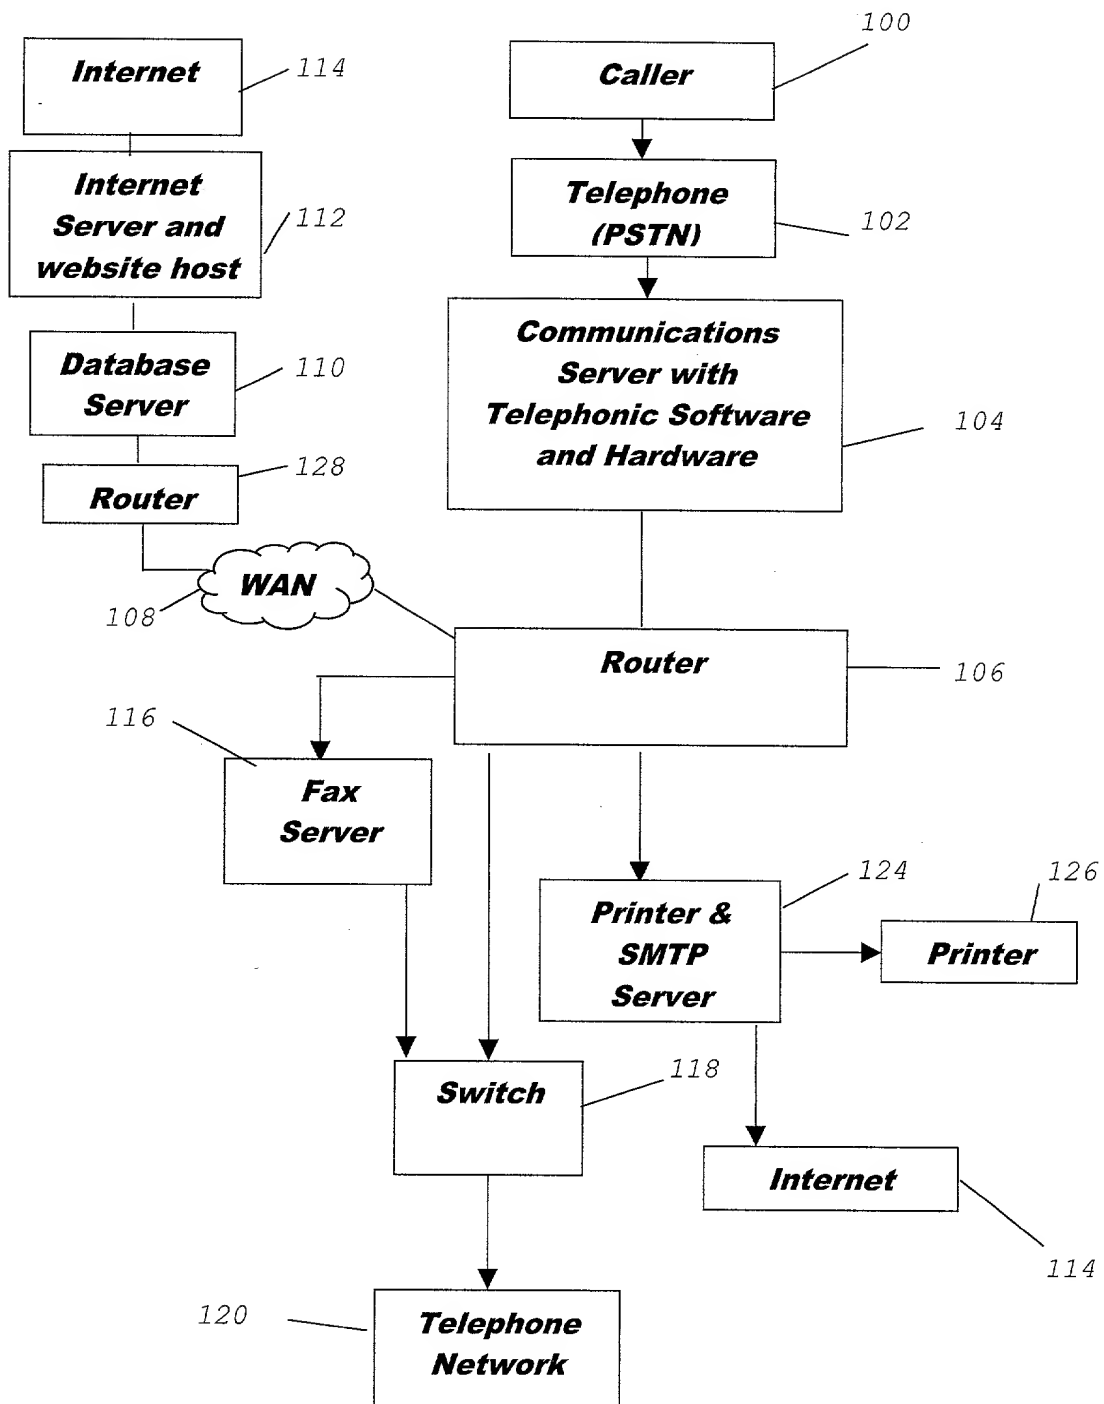 100
Internet
114
Caller
Internet
Server and
website host
112
Telephone
(PSTN)
102
Database
Server
110
Communications
Server with
Telephonic Software
and Hardware
104
Router
128
WAN
108
Router
106
116
Fax
Server
Printer &
SMTP
Server
124
126
Printer
Switch
118
Internet
114
120
Telephone
Network